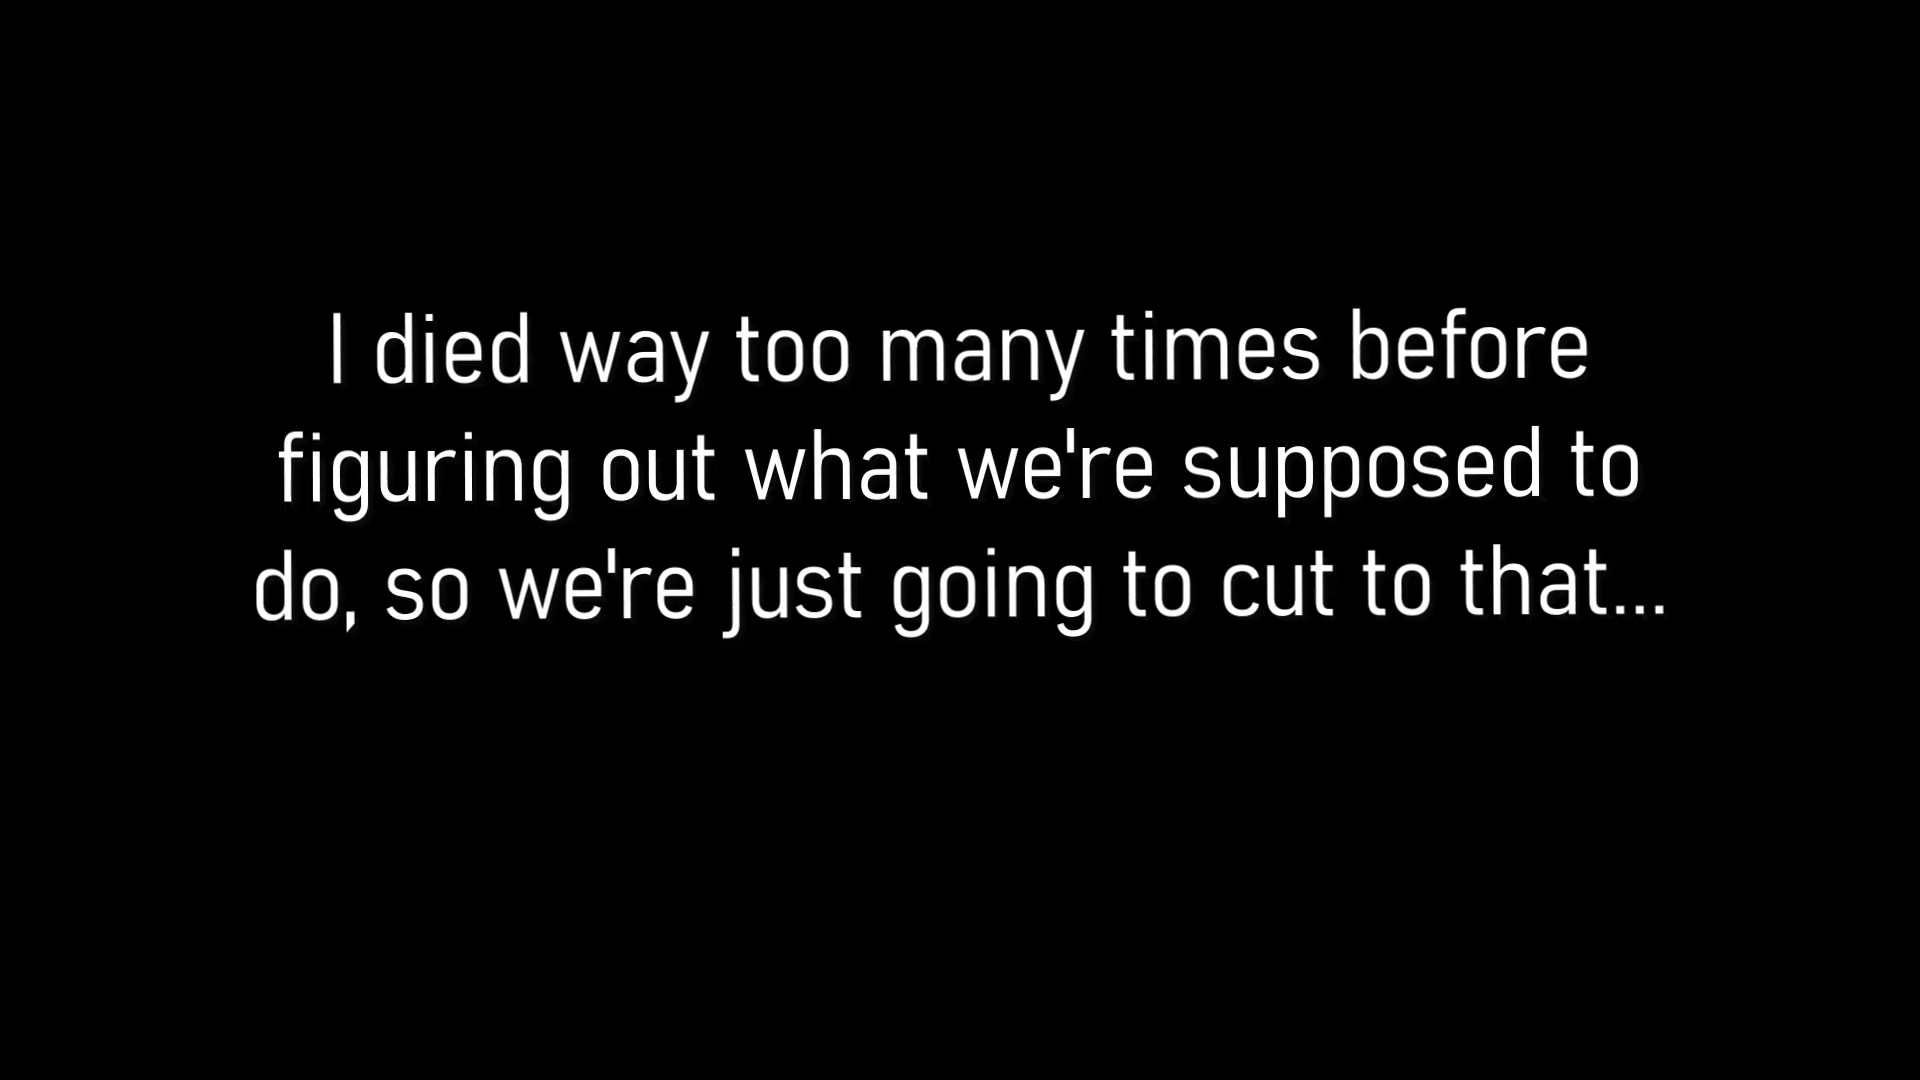 I died way too many times before
figuring out what we're supposed to
do, so we're just going to cut to that...